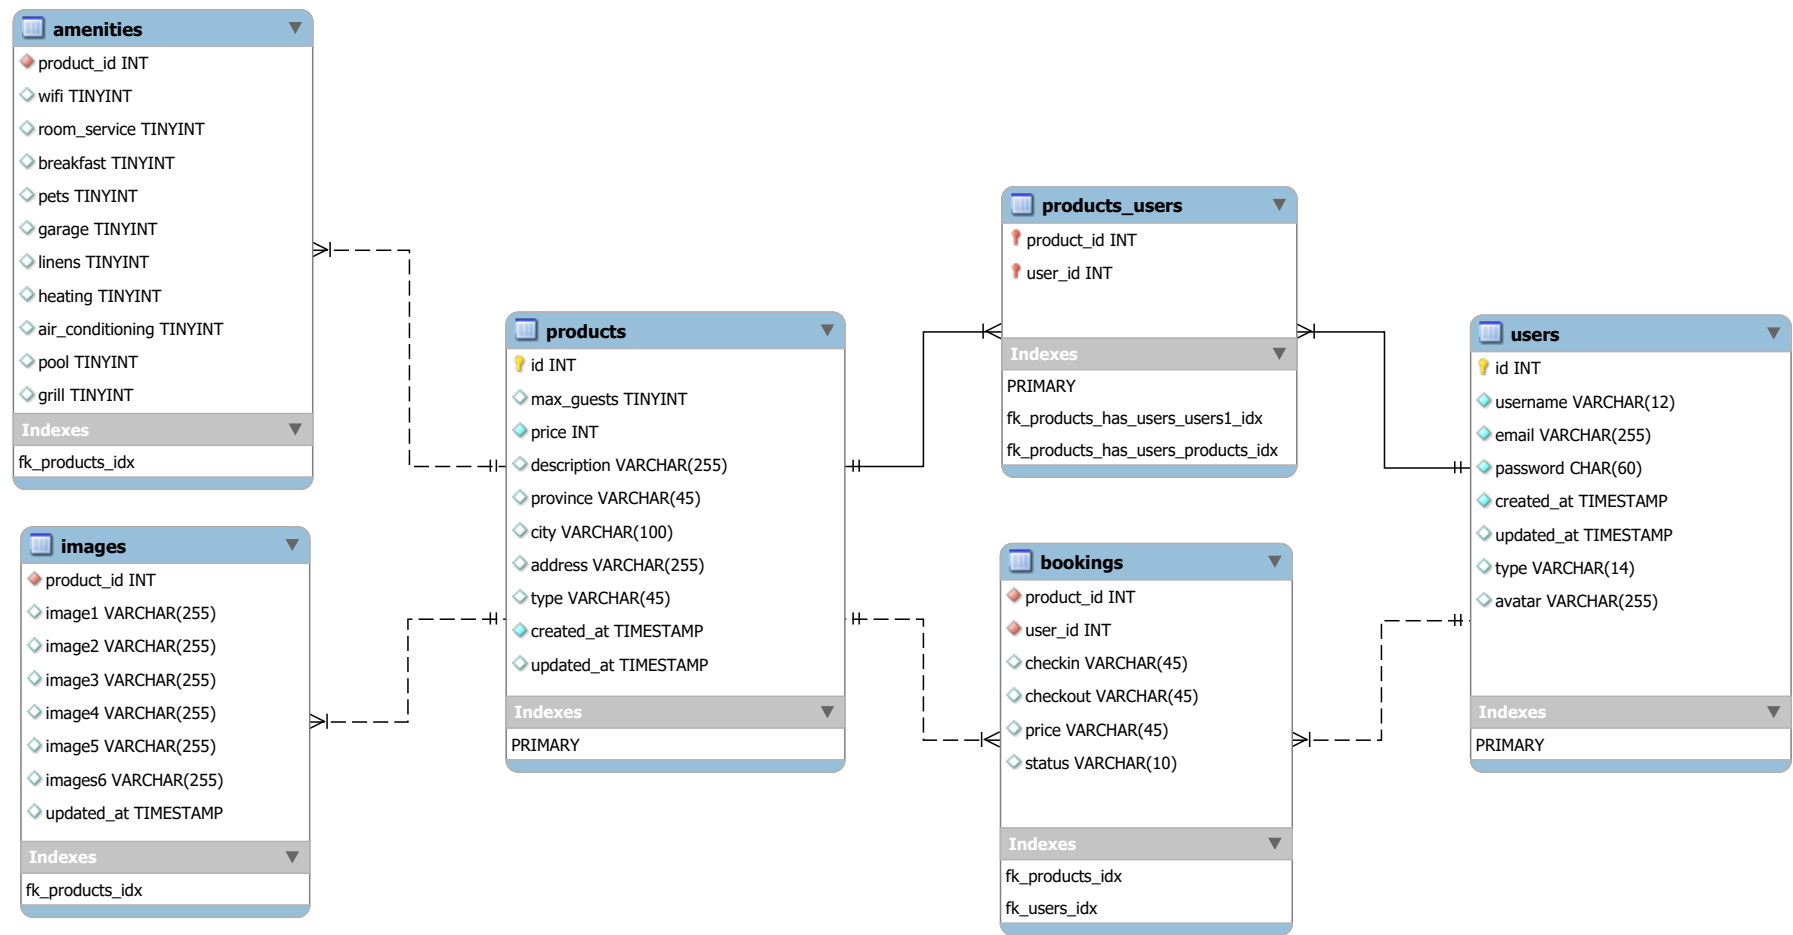 amenities
product_id INT
wifi TINYINT
room_service TINYINT
breakfast TINYINT
pets TINYINT
garage TINYINT
linens TINYINT
heating TINYINT
air_conditioning TINYINT
pool TINYINT
grill TINYINT
Indexes
fk_products_idx
images
product_id INT
image1 VARCHAR(255)
image2 VARCHAR(255)
image3 VARCHAR(255)
image4 VARCHAR(255)
image5 VARCHAR(255)
images6 VARCHAR(255)
updated_at TIMESTAMP
Indexes
fk_products_idx
products
id INT
max_guests TINYINT
price INT
description VARCHAR(255)
province VARCHAR(45)
city VARCHAR(100)
address VARCHAR(255)
type VARCHAR(45)
created_at TIMESTAMP
updated_at TIMESTAMP
Indexes
PRIMARY
products_users
product_id INT
user_id INT
Indexes
PRIMARY
fk_products_has_users_users1_idx
fk_products_has_users_products_idx
bookings
product_id INT
user_id INT
checkin VARCHAR(45)
checkout VARCHAR(45)
price VARCHAR(45)
status VARCHAR(10)
Indexes
fk_products_idx
fk_users_idx
users
id INT
username VARCHAR(12)
email VARCHAR(255)
password CHAR(60)
created_at TIMESTAMP
updated_at TIMESTAMP
type VARCHAR(14)
avatar VARCHAR(255)
Indexes
PRIMARY